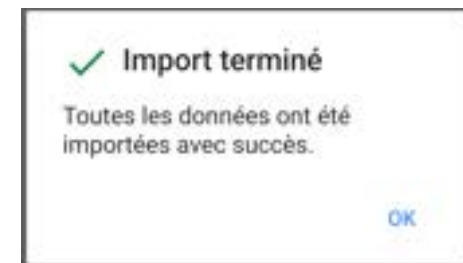 Import terminé
Toutes les données ont été
importées avec succès.
OK